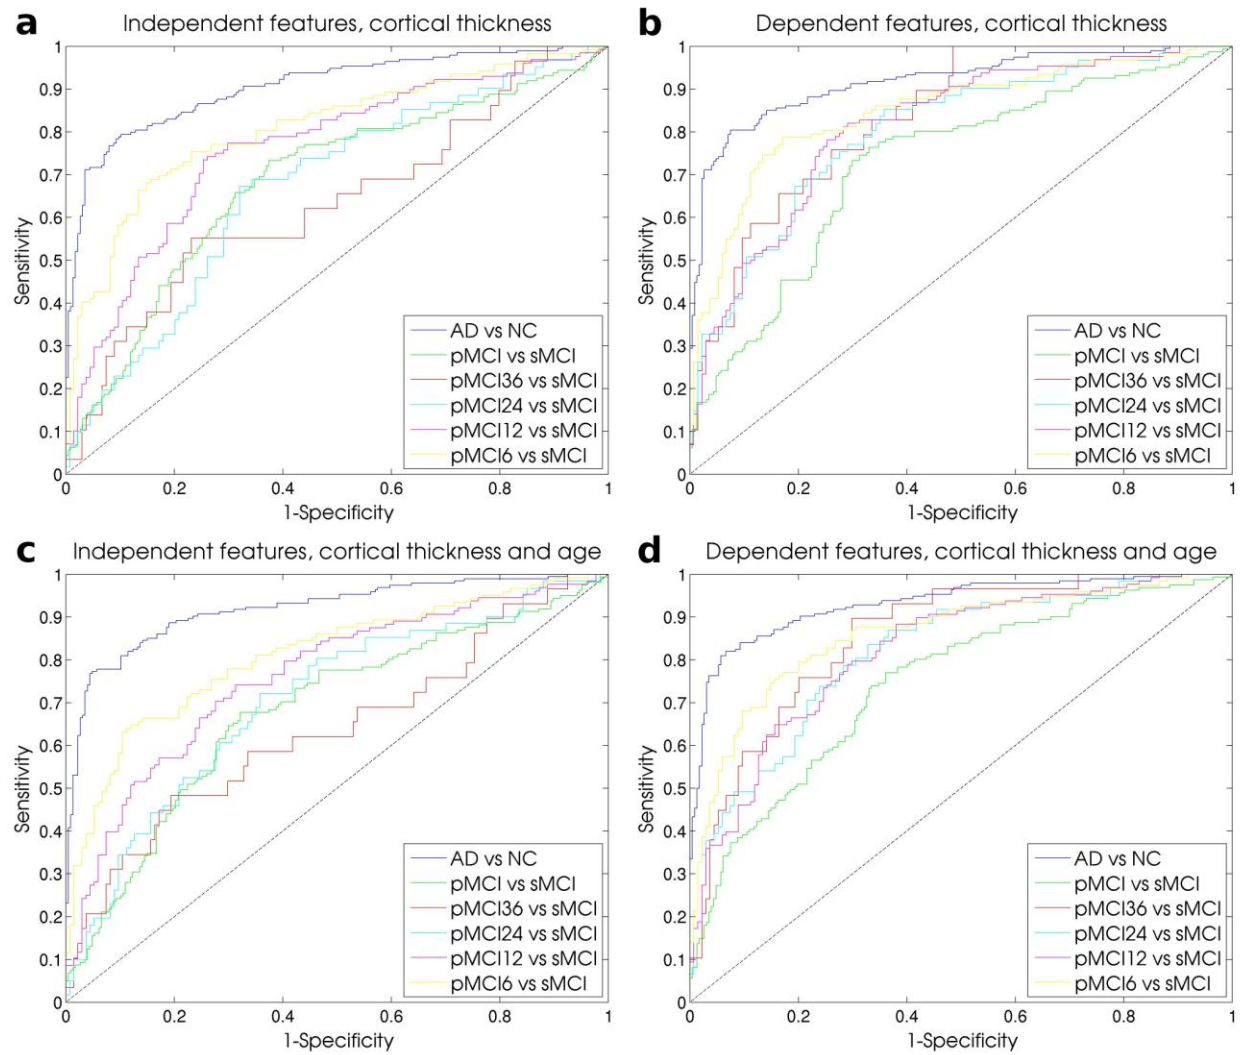 a Independent features, cortical thickness
1
0.9
0.8
0.7
0.6
0.5
0.4
0.3
0.2
0.1
0
Sensitivity
AD vs NC
pMCI vs sMCI
pMCI36 vs sMCI
pMCI24 vs sMCI
pMCI12 vs sMCI
pMCI6 vs sMCI
0 0.2 0.4 0.6 0.8 1
1-Specificity
b Dependent features, cortical thickness
1
0.9
0.8
0.7
0.6
0.5
0.4
0.3
0.2
0.1
0
Sensitivity
AD vs NC
pMCI vs sMCI
pMCI36 vs sMCI
pMCI24 vs sMCI
pMCI12 vs sMCI
pMCI6 vs sMCI
0 0.2 0.4 0.6 0.8 1
1-Specificity
c Independent features, cortical thickness and age
1
0.9
0.8
0.7
0.6
0.5
0.4
0.3
0.2
0.1
0
Sensitivity
AD vs NC
pMCI vs sMCI
pMCI36 vs sMCI
pMCI24 vs sMCI
pMCI12 vs sMCI
pMCI6 vs sMCI
0 0.2 0.4 0.6 0.8 1
1-Specificity
d Dependent features, cortical thickness and age
1
0.9
0.8
0.7
0.6
0.5
0.4
0.3
0.2
0.1
0
Sensitivity
AD vs NC
pMCI vs sMCI
pMCI36 vs sMCI
pMCI24 vs sMCI
pMCI12 vs sMCI
pMCI6 vs sMCI
0 0.2 0.4 0.6 0.8 1
1-Specificity